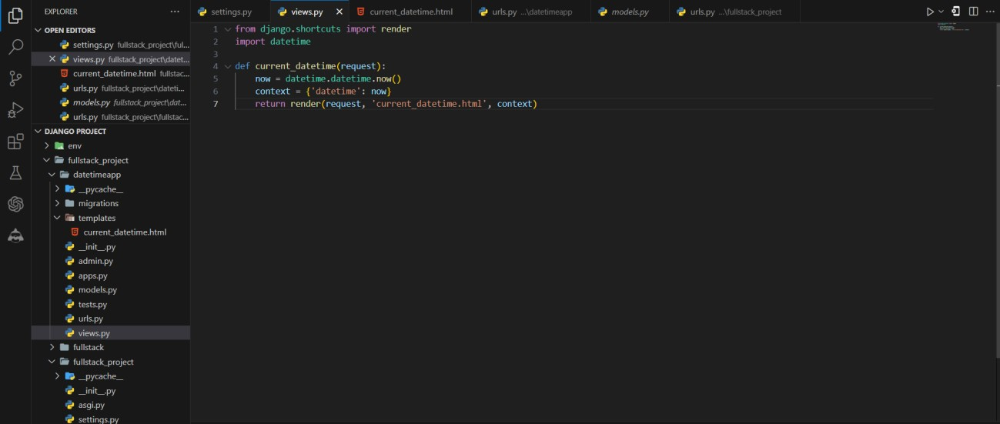 EXPLORER ···
OPEN EDITORS
settings.py fullstack_project\ful...
views.py fullstack_project\datet...
current_datetime.html fullstac...
urls.py fullstack_project\dateti...
models.py fullstack_project\dat...
urls.py fullstack_project\fullstac...
DJANGO PROJECT
env
fullstack_project
datetimeapp
__pycache__
migrations
templates
current_datetime.html
__init__.py
admin.py
apps.py
models.py
tests.py
urls.py
views.py
fullstack
fullstack_project
__pycache__
__init__.py
asgi.py
settings.py
settings.py views.py current_datetime.html urls.py ...\datetimeapp models.py urls.py ...\fullstack_project
1 from django.shortcuts import render
2 import datetime
3
4 def current_datetime(request):
5 now = datetime.datetime.now()
6 context = {'datetime': now}
7 return render(request, 'current_datetime.html', context)